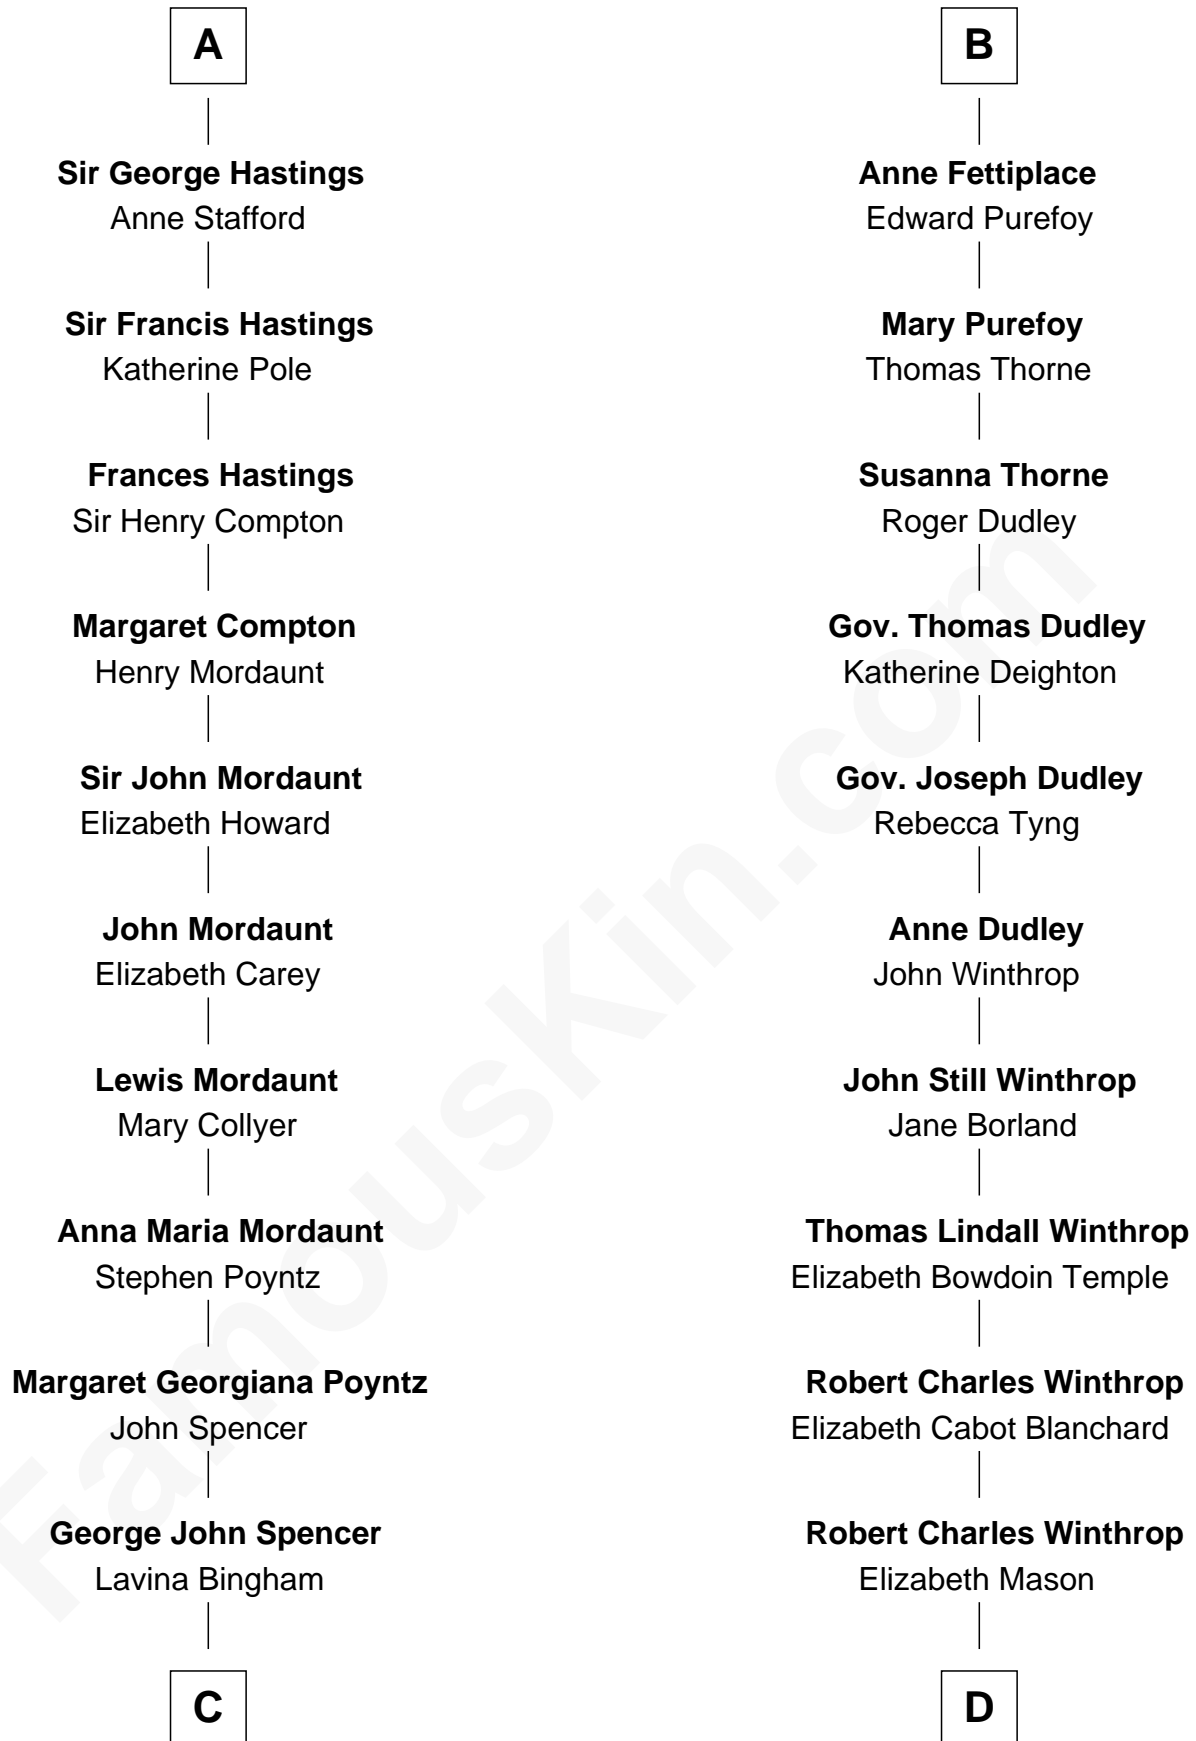 A
Sir George Hastings
Anne Stafford
Sir Francis Hastings
Katherine Pole
Frances Hastings
Sir Henry Compton
Margaret Compton
Henry Mordaunt
Sir John Mordaunt
Elizabeth Howard
John Mordaunt
Elizabeth Carey
Lewis Mordaunt
Mary Collyer
Anna Maria Mordaunt
Stephen Poyntz
Margaret Georgiana Poyntz
John Spencer
George John Spencer
Lavina Bingham
C
B
Anne Fettiplace
Edward Purefoy
Mary Purefoy
Thomas Thorne
Susanna Thorne
Roger Dudley
Gov. Thomas Dudley
Katherine Deighton
Gov. Joseph Dudley
Rebecca Tyng
Anne Dudley
John Winthrop
John Still Winthrop
Jane Borland
Thomas Lindall Winthrop
Elizabeth Bowdoin Temple
Robert Charles Winthrop
Elizabeth Cabot Blanchard
Robert Charles Winthrop
Elizabeth Mason
D
FamousKin.com